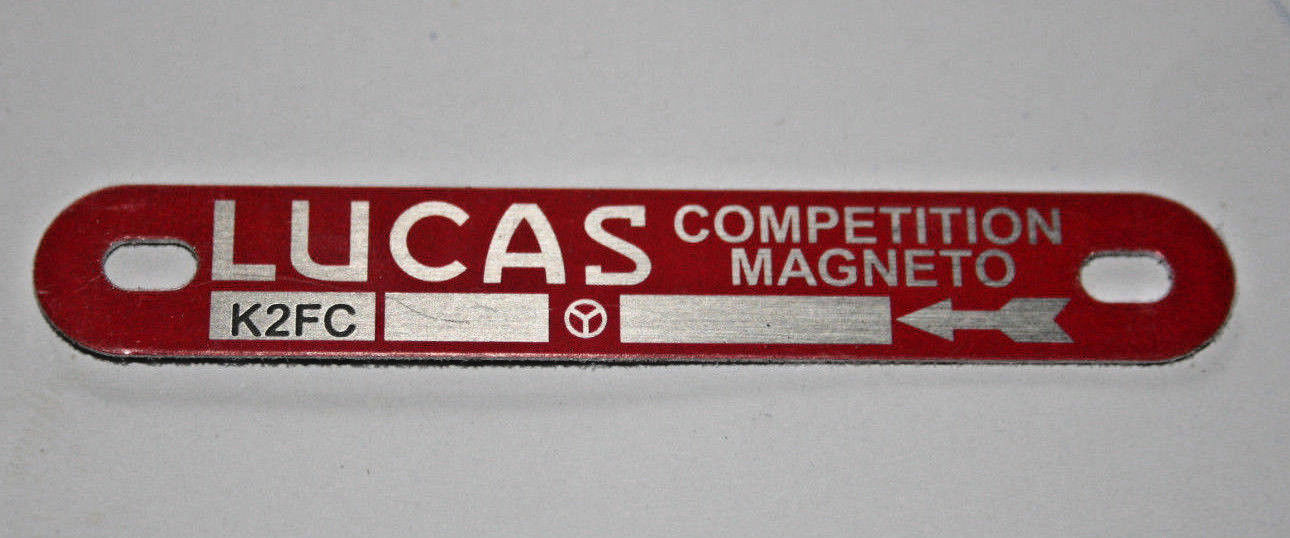 LUCAS COMPETITION
MAGNETO
K2FC